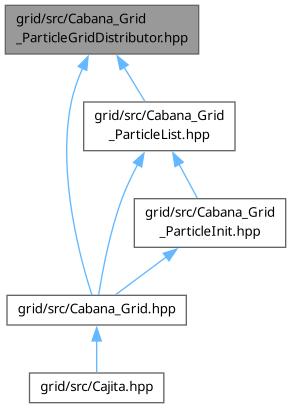 grid/src/Cabana_Grid
_ParticleGridDistributor.hpp
grid/src/Cabana_Grid
_ParticleList.hpp
grid/src/Cabana_Grid
_ParticleInit.hpp
grid/src/Cabana_Grid.hpp
grid/src/Cajita.hpp